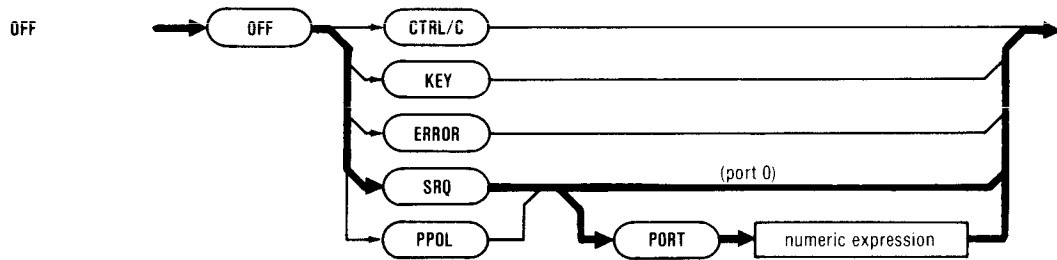 OFF
OFF
CTRL/C
KEY
ERROR
SRQ
(port 0)
PPOL
PORT
numeric expression